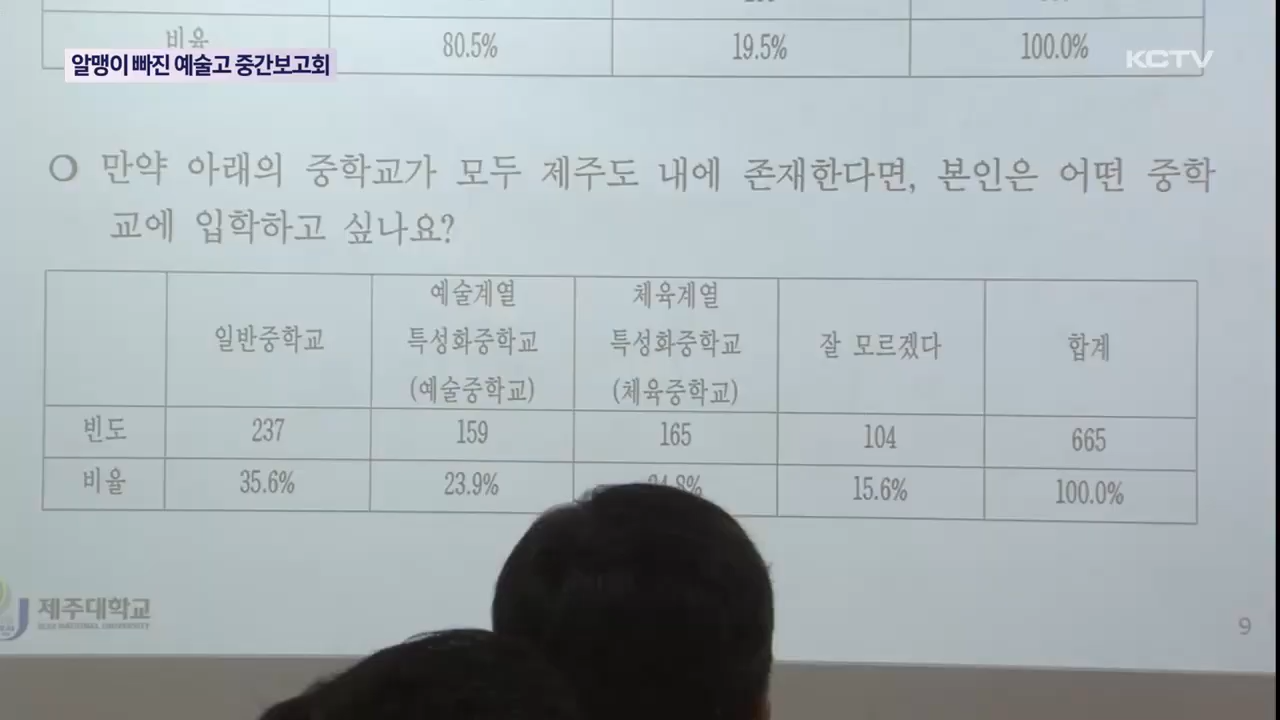 비율 80.5% 19.5% 100.0%
알맹이 빠진 예술고 중간보고회
KCTV
○ 만약 아래의 중학교가 모두 제주도 내에 존재한다면, 본인은 어떤 중학
교에 입학하고 싶나요?
일반중학교 예술계열 특성화중학교 (예술중학교) 체육계열 특성화중학교 (체육중학교) 잘 모르겠다 합계
빈도 237 159 165 104 665
비율 35.6% 23.9% 24.8% 15.6% 100.0%
제주대학교
JEJU NATIONAL UNIVERSITY
9